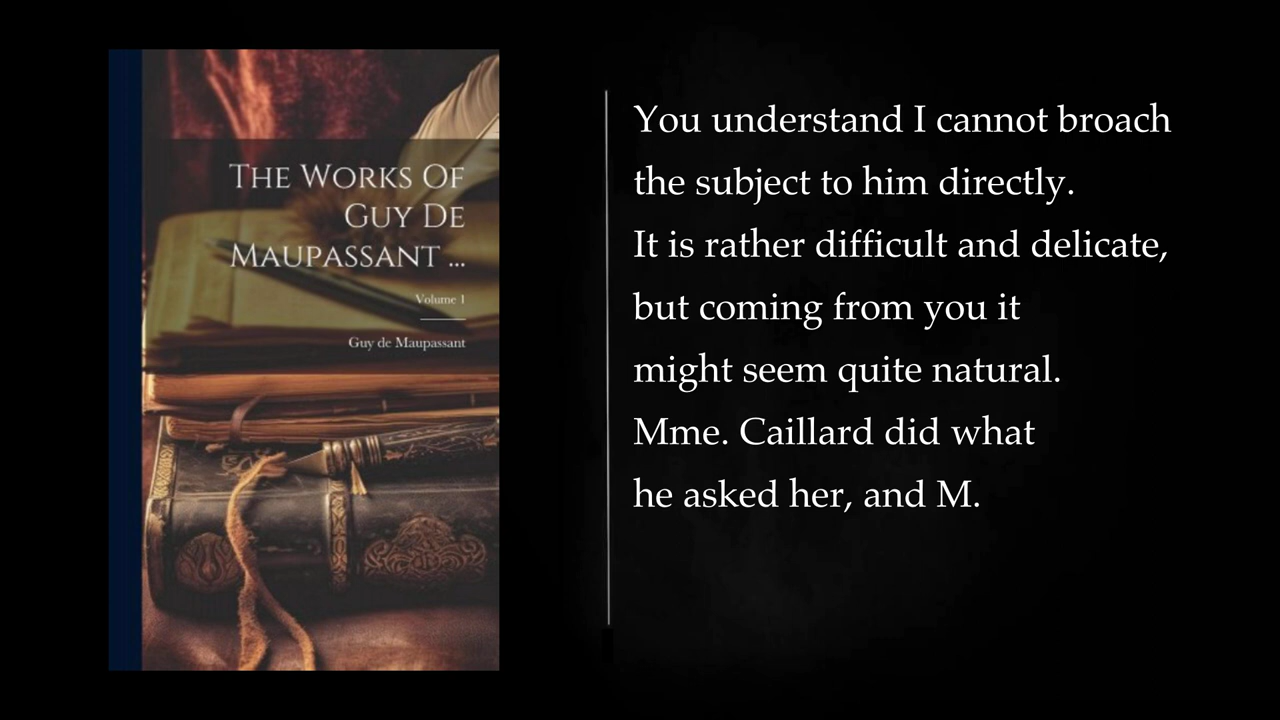 The Works Of
Guy De
Maupassant ...
Volume 1
Guy de Maupassant
You understand I cannot broach
the subject to him directly.
It is rather difficult and delicate,
but coming from you it
might seem quite natural.
Mme. Caillard did what
he asked her, and M.